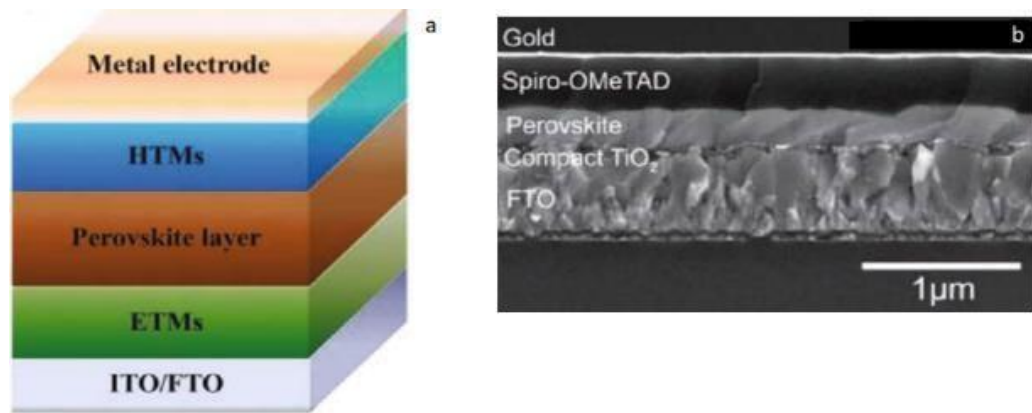 a
Metal electrode
HTMs
Perovskite layer
ETMs
ITO/FTO
b
Gold
Spiro-OMeTAD
Perovskite
Compact TiO₂
FTO
1μm